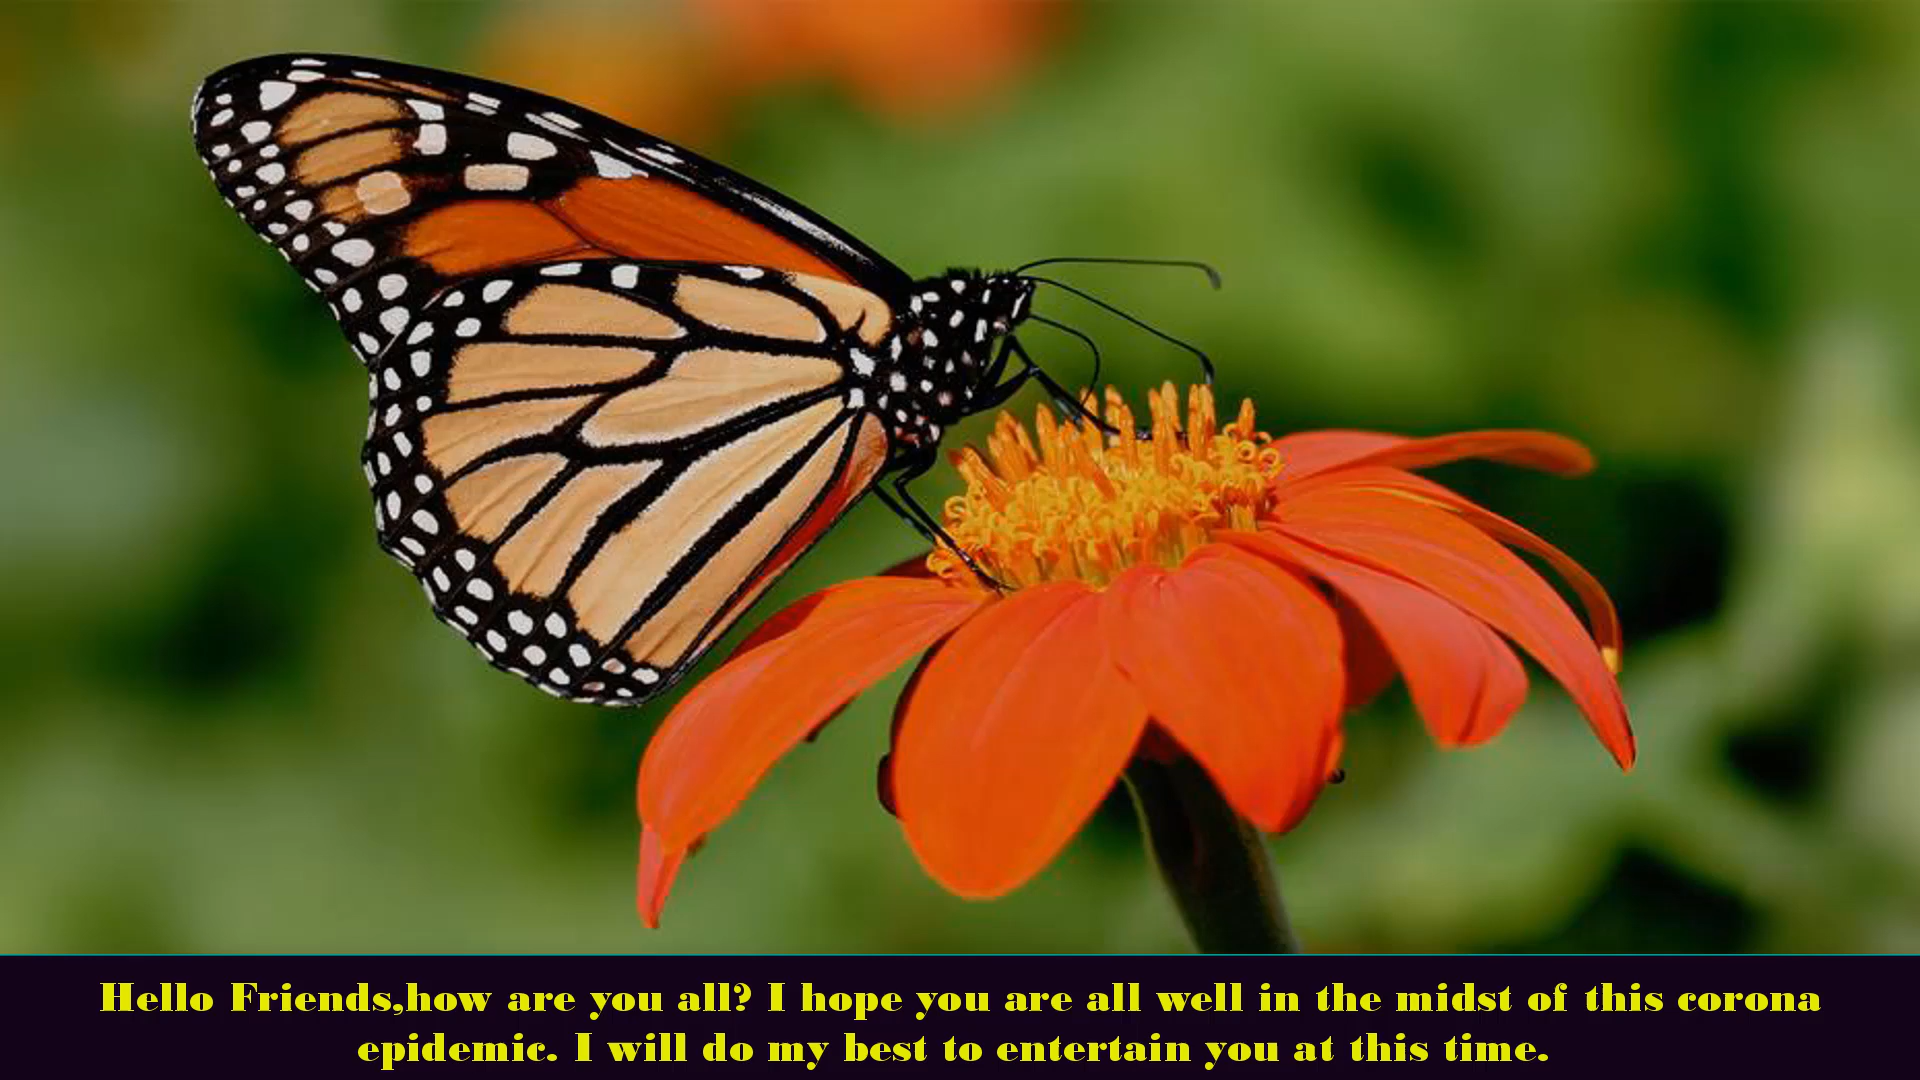 Hello Friends,how are you all? I hope you are all well in the midst of this corona
epidemic. I will do my best to entertain you at this time.